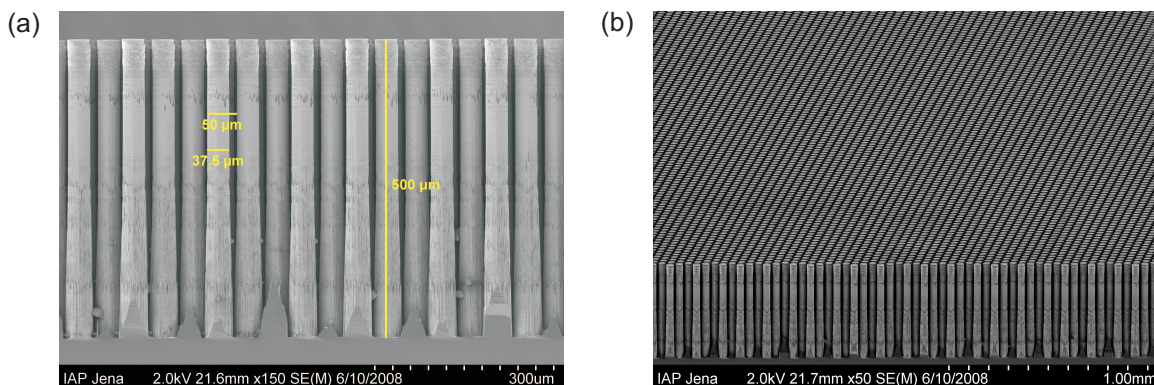 (a)
50 µm
37.5 µm
500 µm
IAP Jena 2.0kV 21.6mm x150 SE(M) 6/10/2008 300um
(b)
IAP Jena 2.0kV 21.7mm x50 SE(M) 6/10/2008 1.00mm